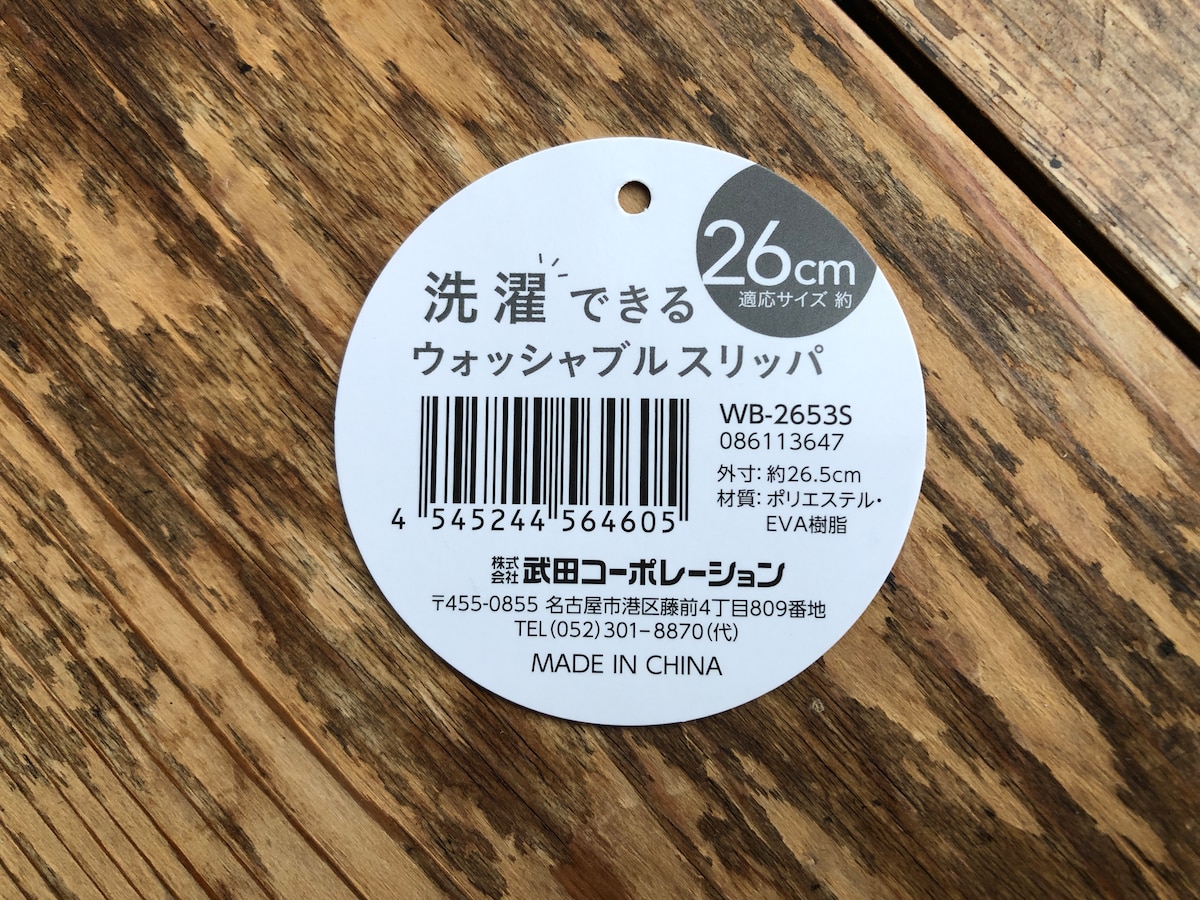 26cm
適応サイズ 約
洗濯できる
ウォッシャブル スリッパ
WB-2653S
086113647
外寸：約26.5cm
材質：ポリエステル・
EVA樹脂
4 545244 564605
株式会社 武田コーポレーション
〒455-0855 名古屋市港区藤前4丁目809番地
TEL(052)301−8870(代)
MADE IN CHINA